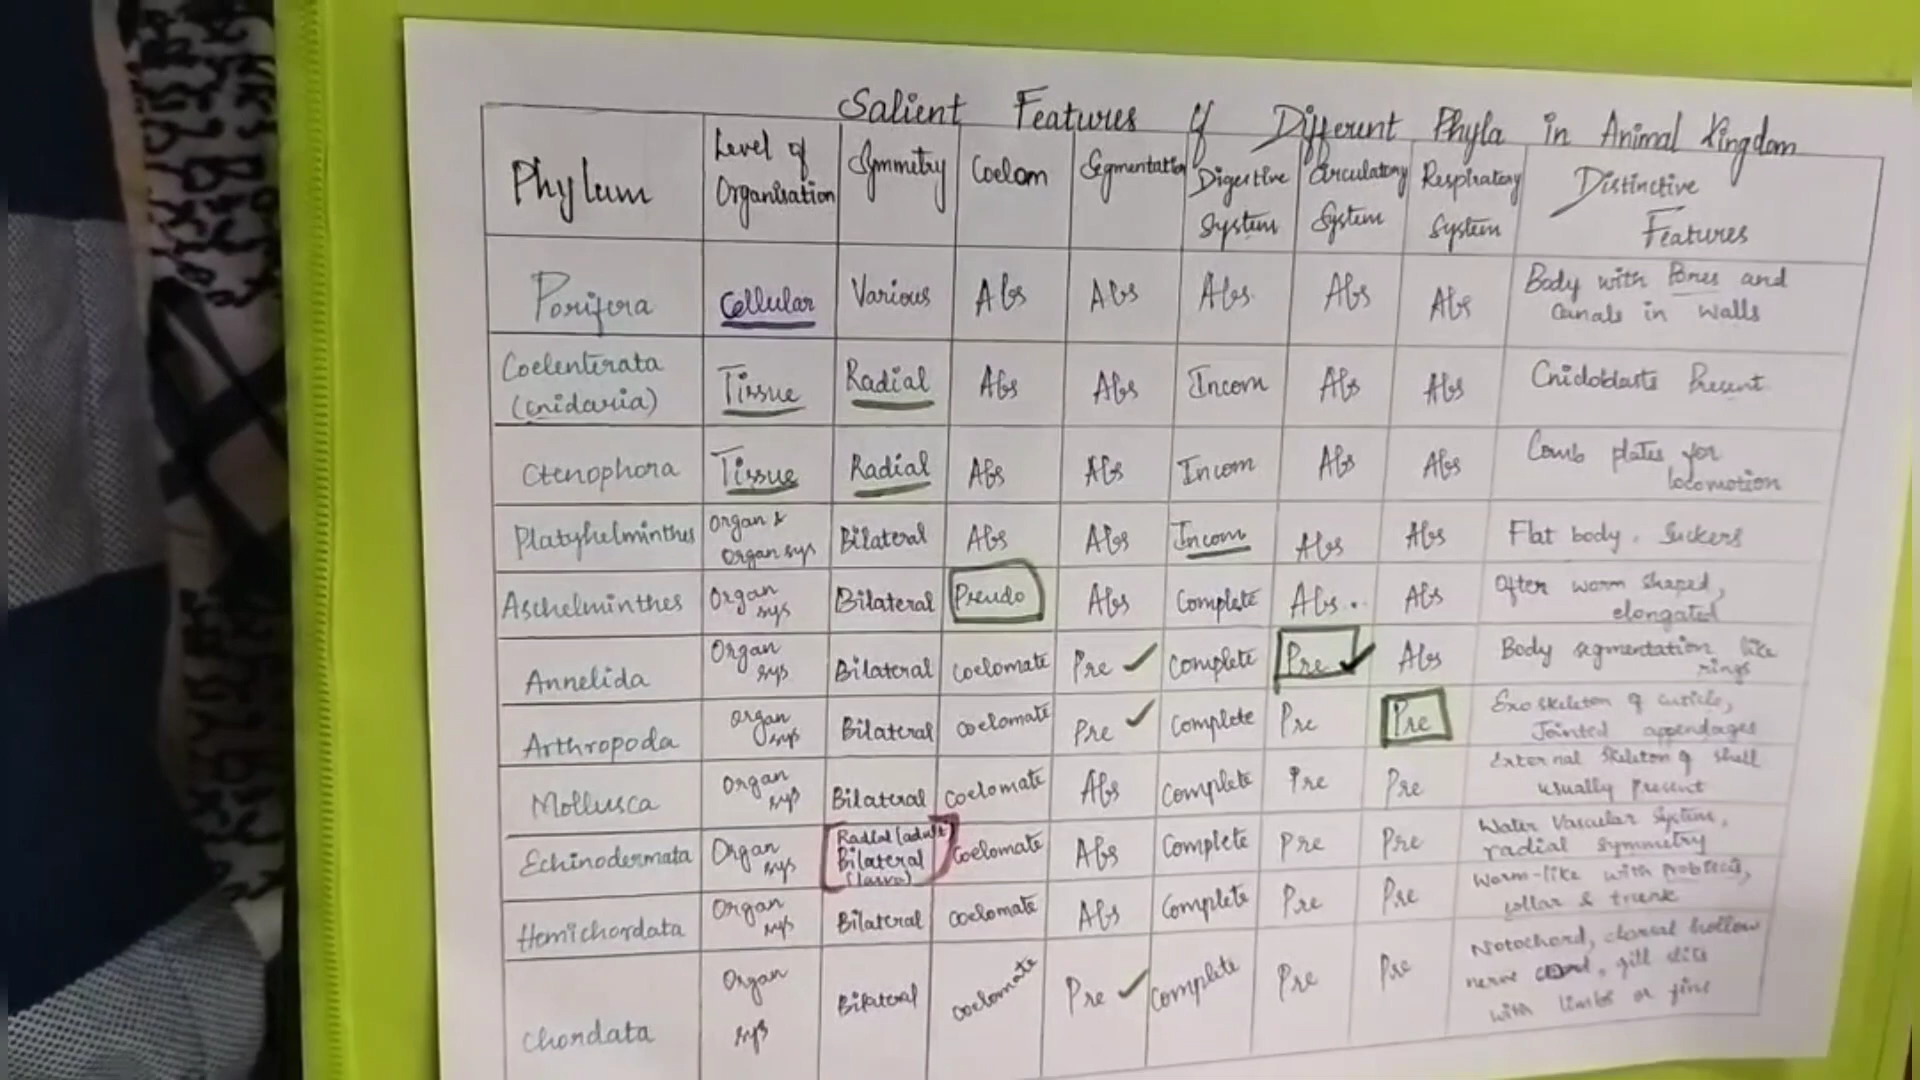 Salient Features of Different Phyla in Animal Kingdom
Phylum
Level of
Organisation
Symmetry
Coelom
Segmentation
Digestive
System
Circulatory
System
Respiratory
System
Distinctive
Features
Porifera
Cellular
Various
Abs
Abs
Abs.
Abs
Abs
Body with Pores and
Canals in walls
Coelenterata
(cnidaria)
Tissue
Radial
Abs
Abs
Incom
Abs
Abs
Cnidoblasts Present
Ctenophora
Tissue
Radial
Abs
Abs
Incom
Abs
Abs
Comb plates for
locomotion
Platyhelminthes
Organ &
Organ sys
Bilateral
Abs
Abs
Incom
Abs
Abs
Flat body, Suckers
Aschelminthes
Organ
sys
Bilateral
Pseudo
Abs
Complete
Abs..
Abs
Often worm shaped,
elongated
Annelida
Organ
sys
Bilateral
Coelomate
Pre ✓
Complete
Pre ✓
Abs
Body segmentation like
rings
Arthropoda
Organ
sys
Bilateral
Coelomate
Pre ✓
Complete
Pre
Pre
Exoskeleton of cuticle,
Jointed appendages
Mollusca
Organ
sys
Bilateral
Coelomate
Abs
Complete
Pre
Pre
External Skeleton of shell
usually present
Echinodermata
Organ
sys
Radial (adult
Bilateral
(larva)
Coelomate
Abs
Complete
Pre
Pre
Water Vascular System,
radial symmetry
Hemichordata
Organ
sys
Bilateral
Coelomate
Abs
Complete
Pre
Pre
Worm-like with proboscis,
collar & trunk
Chordata
Organ
sys
Bilateral
Coelomate
Pre ✓
Complete
Pre
Pre
Notochord, dorsal hollow
nerve cord, gill slits
with limbs or fins